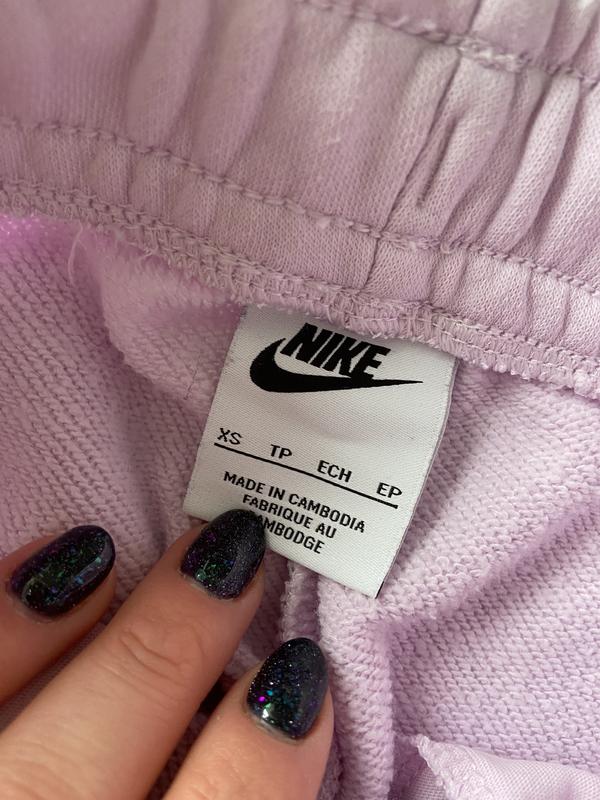 NIKE
XS TP ECH EP
MADE IN CAMBODIA
FABRIQUE AU
AMBODGE